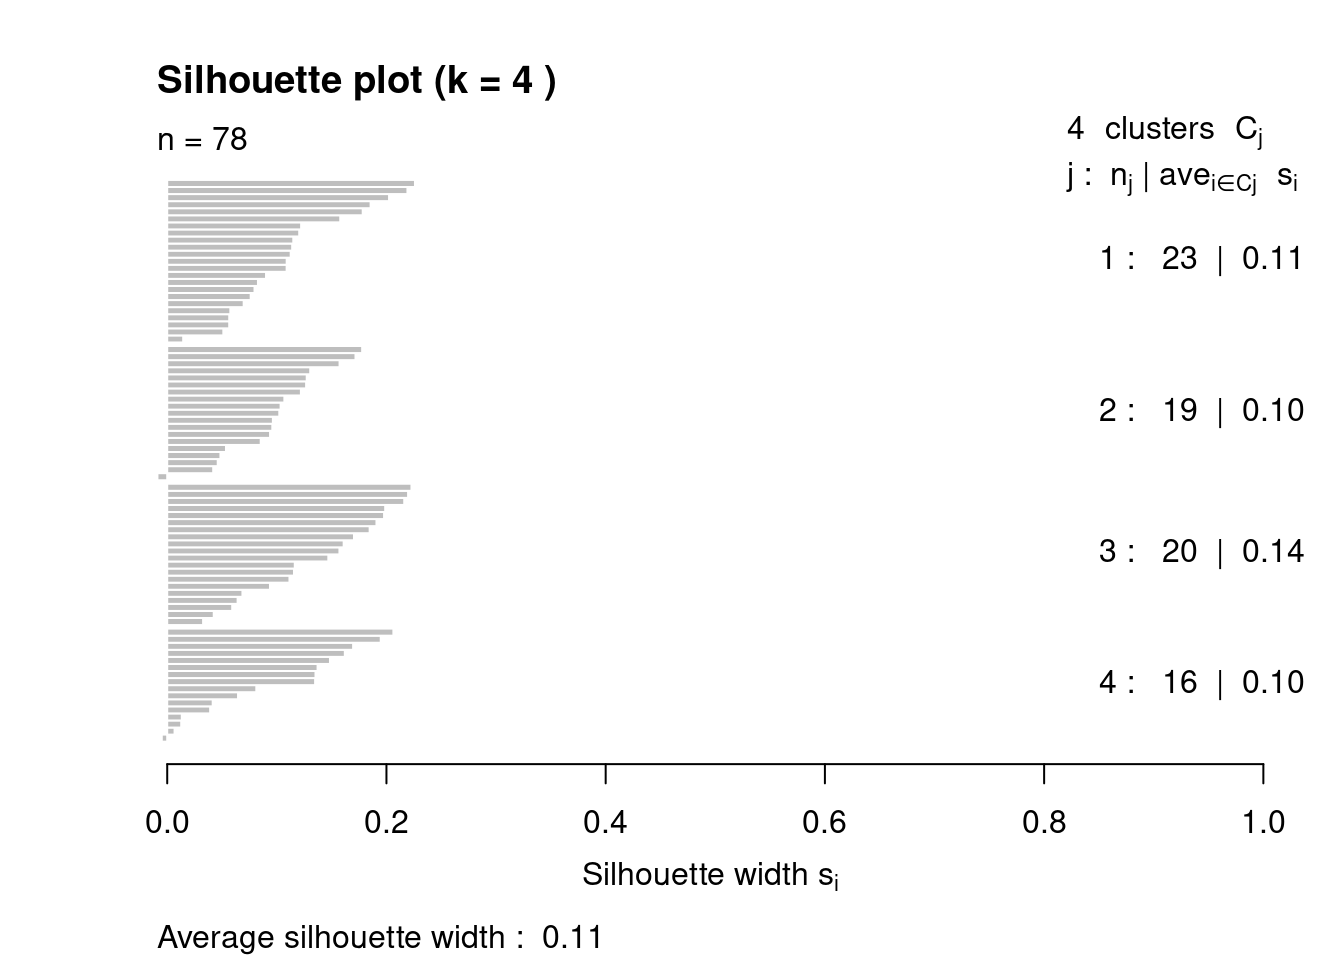 Silhouette plot (k = 4 )
n = 78
4 clusters Cj
j : nj | avei∈Cj si
1 : 23 | 0.11
2 : 19 | 0.10
3 : 20 | 0.14
4 : 16 | 0.10
0.0 0.2 0.4 0.6 0.8 1.0
Silhouette width si
Average silhouette width : 0.11